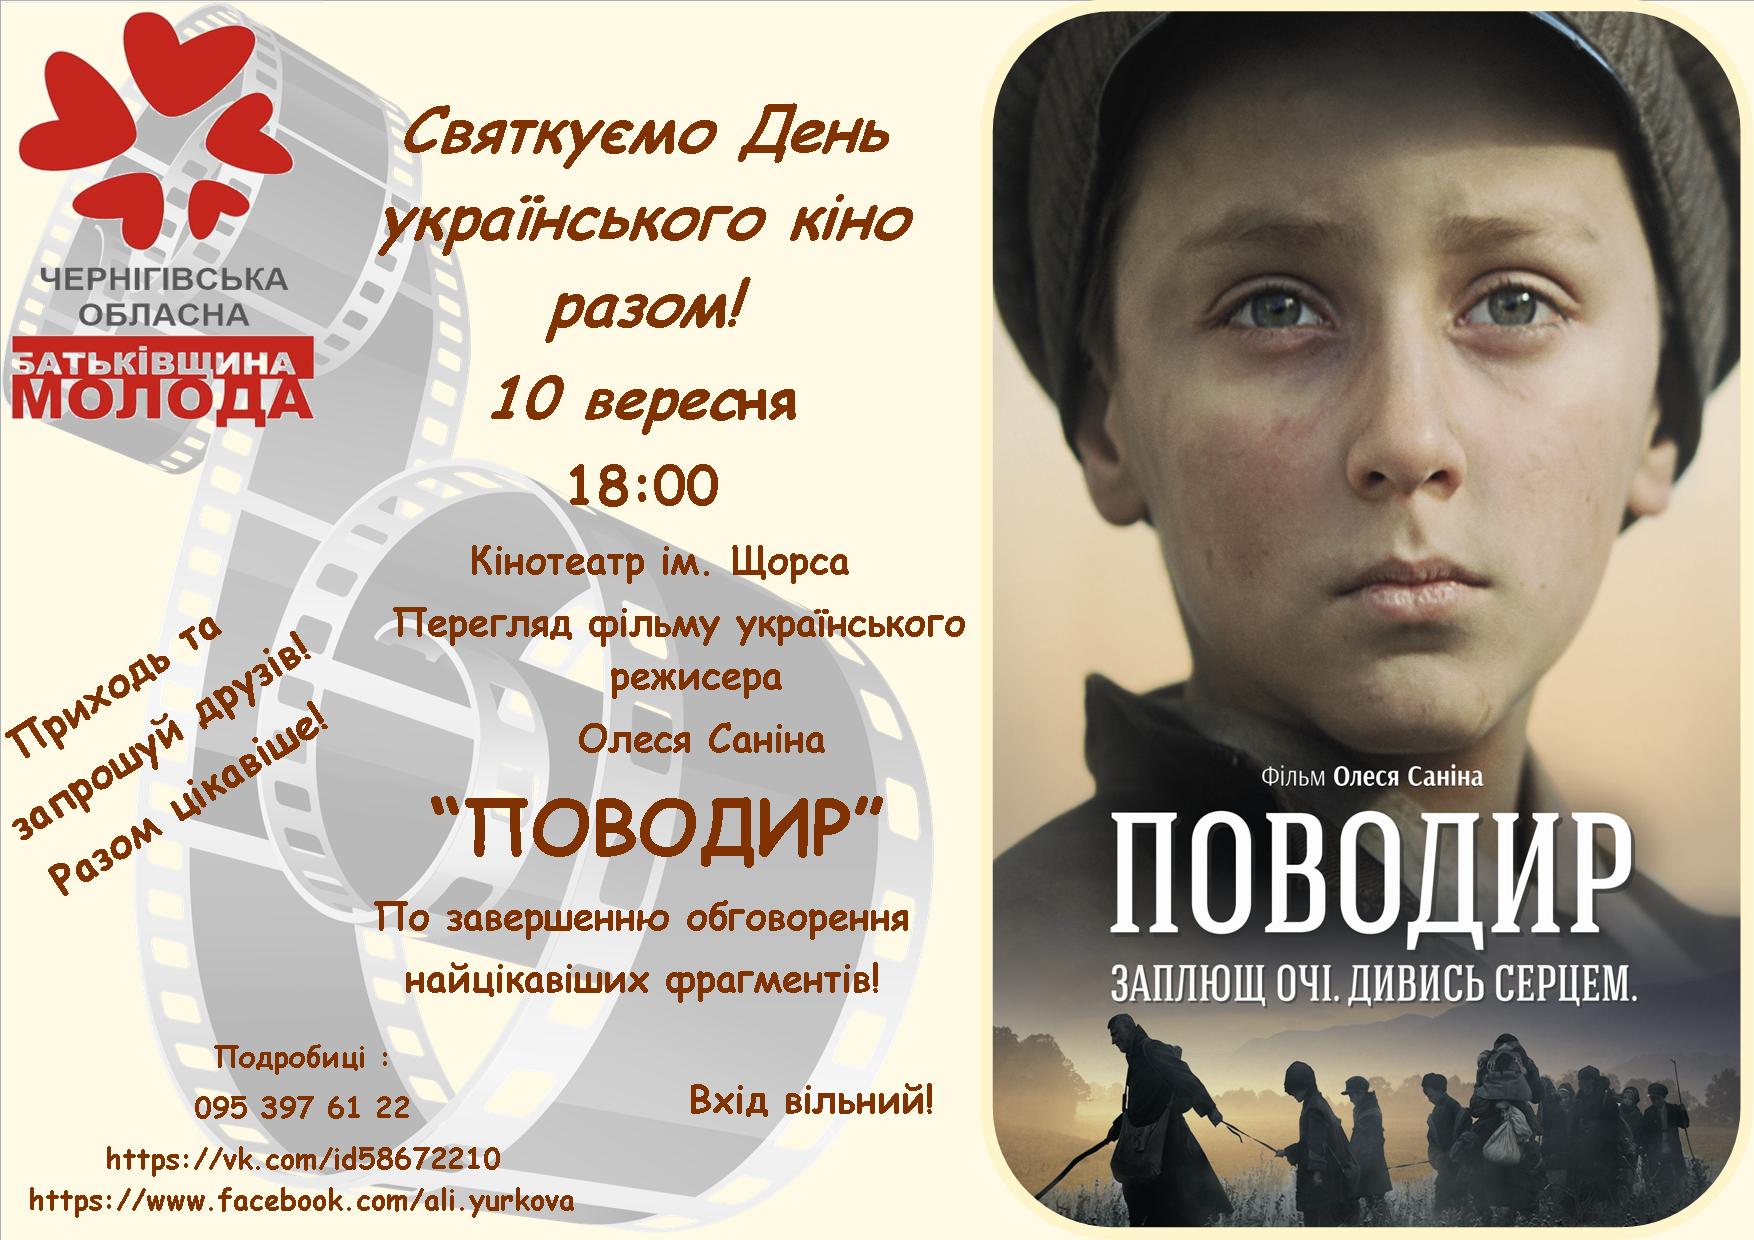 ЧЕРНІГІВСЬКА
ОБЛАСНА
БАТЬКІВЩИНА
МОЛОДА
Святкуємо День
українського кіно
разом!
10 вересня
18:00
Кінотеатр ім. Щорса
Перегляд фільму українського
режисера
Олеся Саніна
“ПОВОДИР”
По завершенню обговорення
найцікавіших фрагментів!
Приходь та
запрошуй друзів!
Разом цікавіше!
Подробиці :
095 397 61 22
https://vk.com/id58672210
https://www.facebook.com/ali.yurkova
Вхід вільний!
Фільм Олеся Саніна
ПОВОДИР
ЗАПЛЮЩ ОЧІ. ДИВИСЬ СЕРЦЕМ.